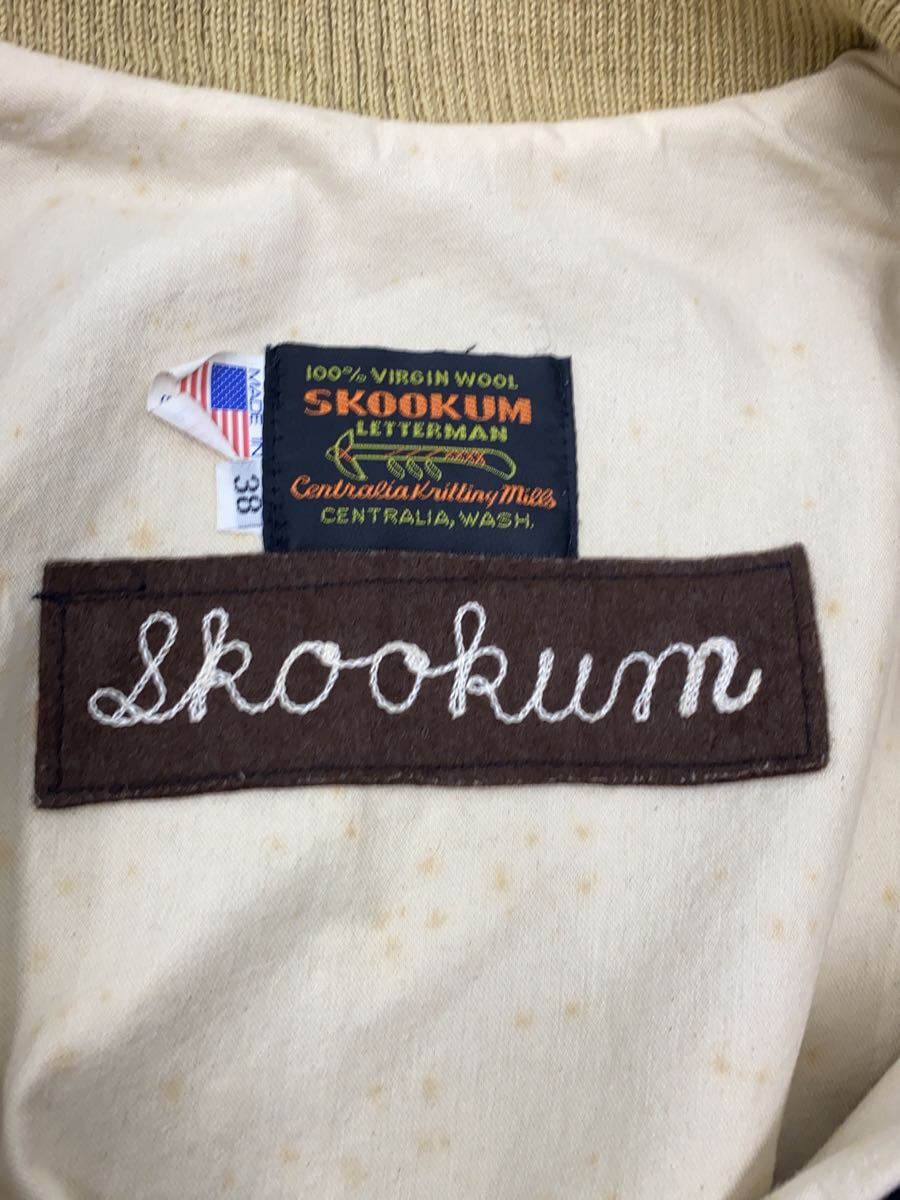 100% VIRGIN WOOL
SKOOKUM
LETTERMAN
Centralia Knitting Mills
CENTRALIA, WASH.
MADE IN
38
Skookum